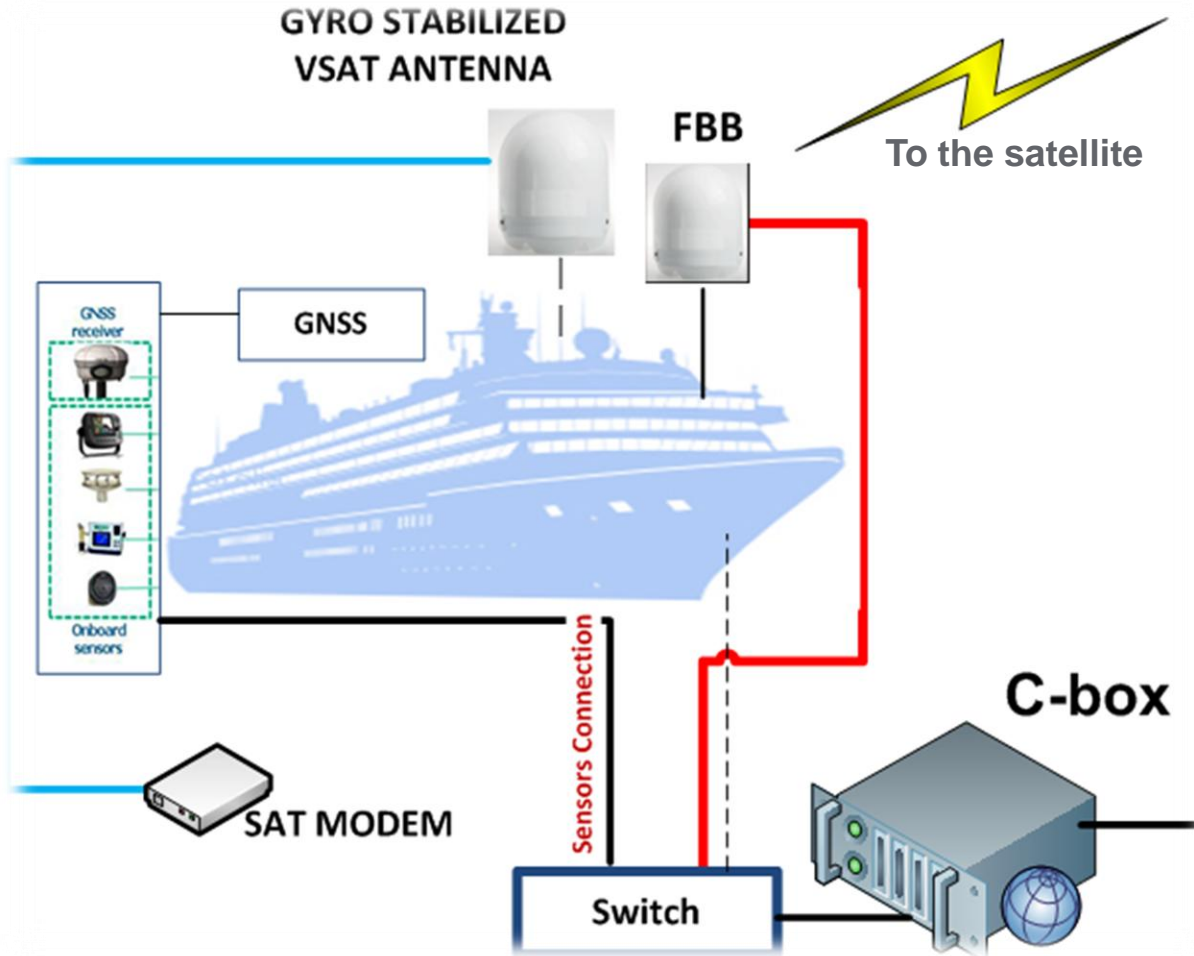 GYRO STABILIZED
VSAT ANTENNA
FBB
To the satellite
GNSS
receiver
GNSS
Onboard
sensors
Sensors Connection
C-box
SAT MODEM
Switch